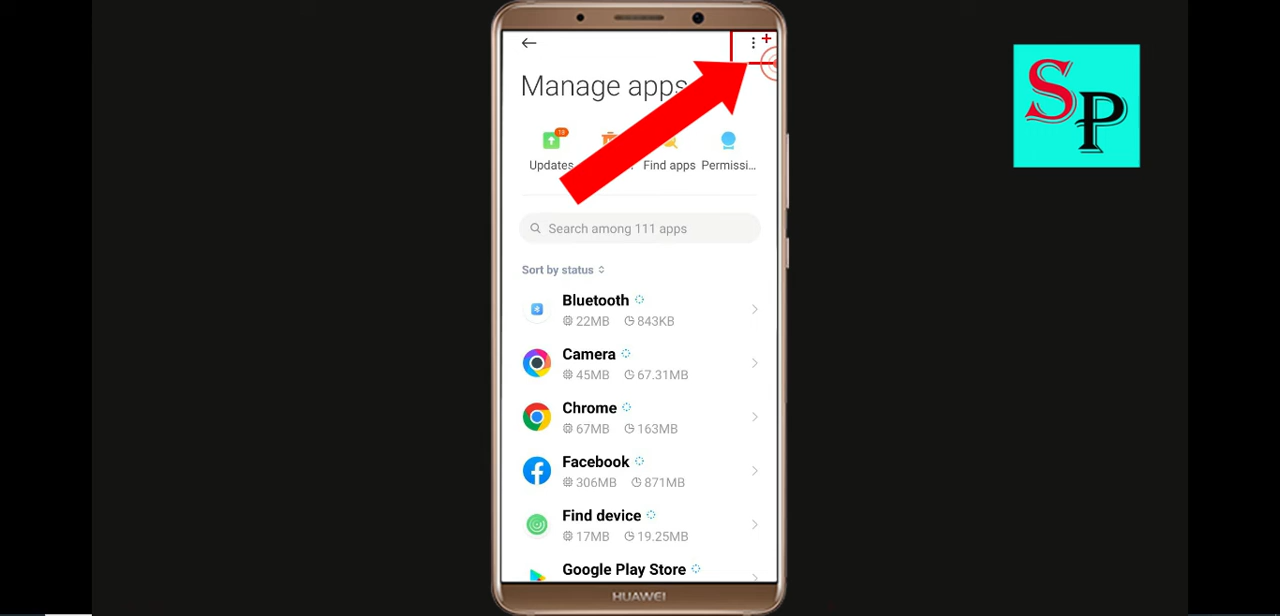 Manage apps
18
Updates
Find apps
Permissi...
Search among 111 apps
Sort by status
Bluetooth
22MB 843KB
Camera
45MB 67.31MB
Chrome
67MB 163MB
Facebook
306MB 871MB
Find device
17MB 19.25MB
Google Play Store
HUAWEI
SP